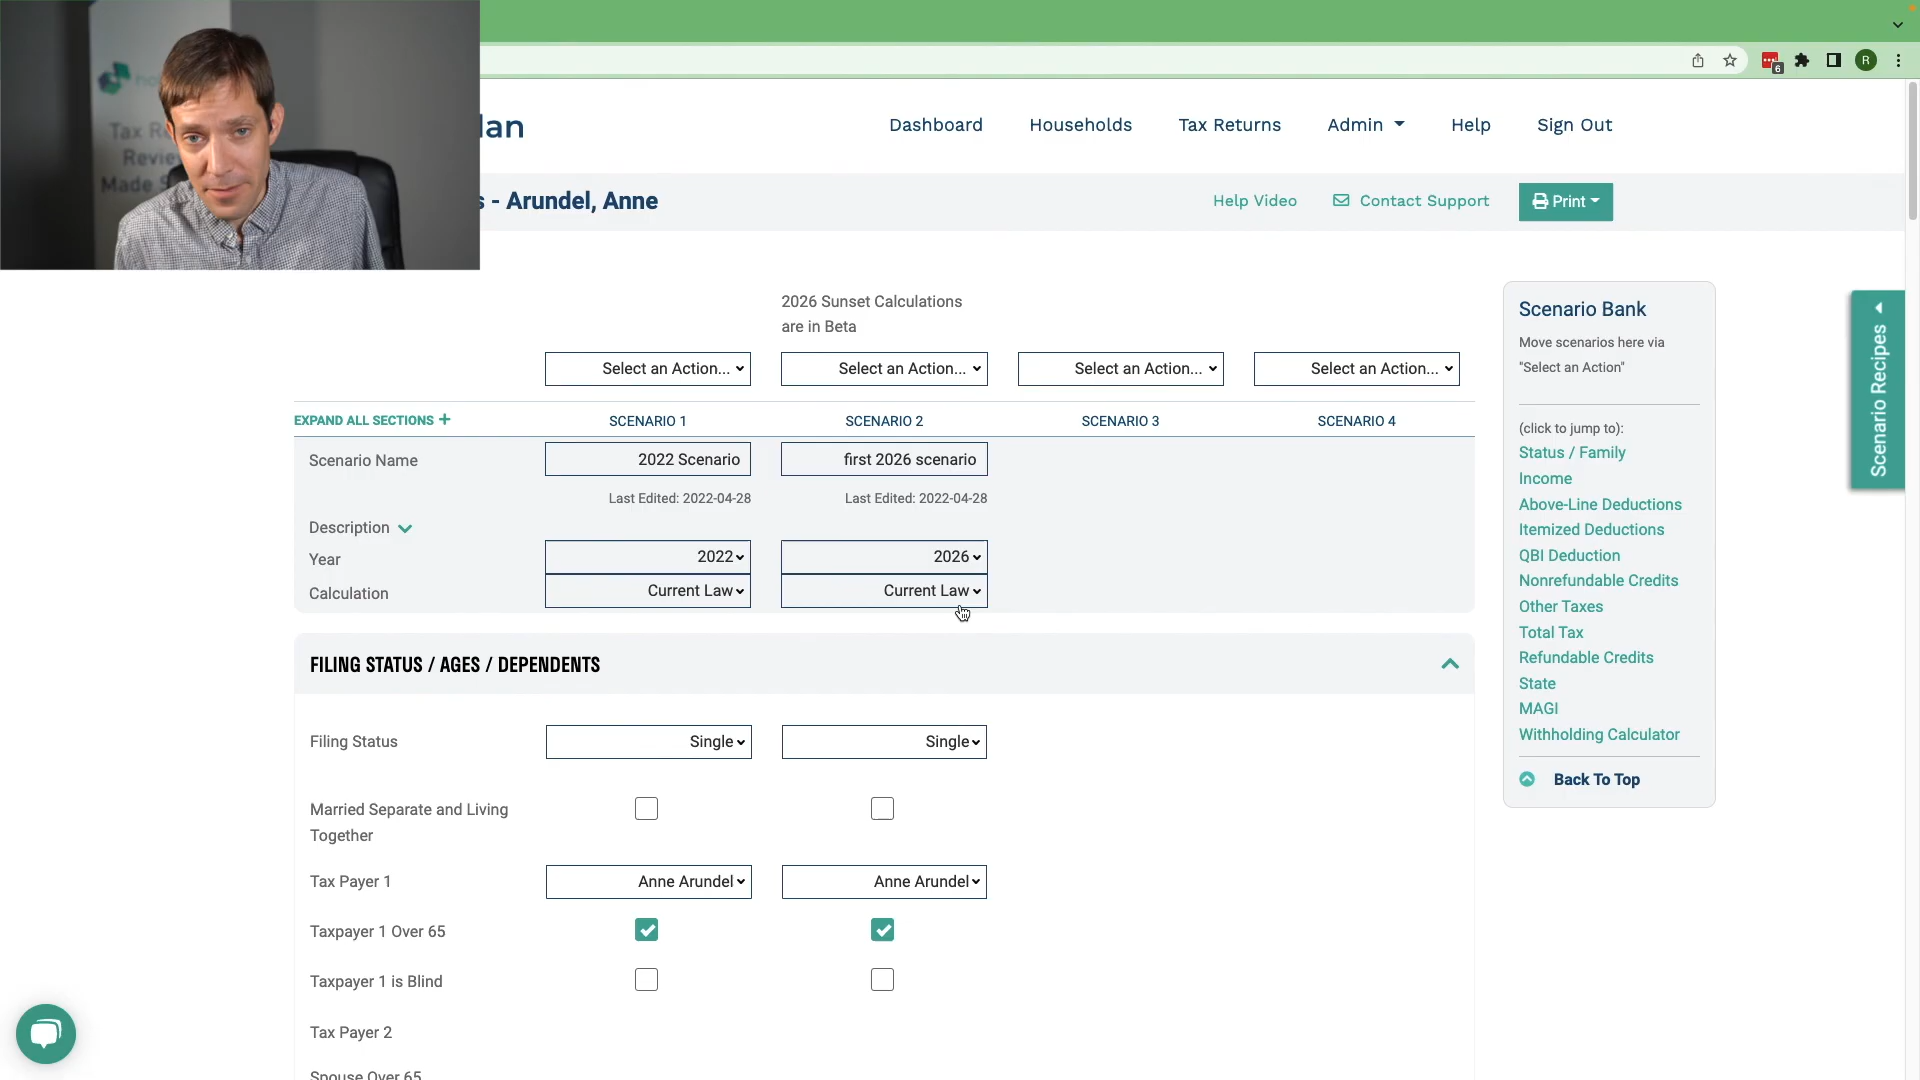 Tax Re
Revie
Made S
lan
Dashboard
Households
Tax Returns
Admin
Help
Sign Out
s - Arundel, Anne
Help Video
Contact Support
Print
2026 Sunset Calculations
are in Beta
Select an Action...
Select an Action...
Select an Action...
Select an Action...
EXPAND ALL SECTIONS +
SCENARIO 1
SCENARIO 2
SCENARIO 3
SCENARIO 4
Scenario Name
2022 Scenario
first 2026 scenario
Last Edited: 2022-04-28
Last Edited: 2022-04-28
Description
Year
2022
2026
Calculation
Current Law
Current Law
FILING STATUS / AGES / DEPENDENTS
Filing Status
Single
Single
Married Separate and Living
Together
Tax Payer 1
Anne Arundel
Anne Arundel
Taxpayer 1 Over 65
Taxpayer 1 is Blind
Tax Payer 2
Spouse Over 65
Scenario Bank
Move scenarios here via
"Select an Action"
(click to jump to):
Status / Family
Income
Above-Line Deductions
Itemized Deductions
QBI Deduction
Nonrefundable Credits
Other Taxes
Total Tax
Refundable Credits
State
MAGI
Withholding Calculator
Back To Top
Scenario Recipes
6
R